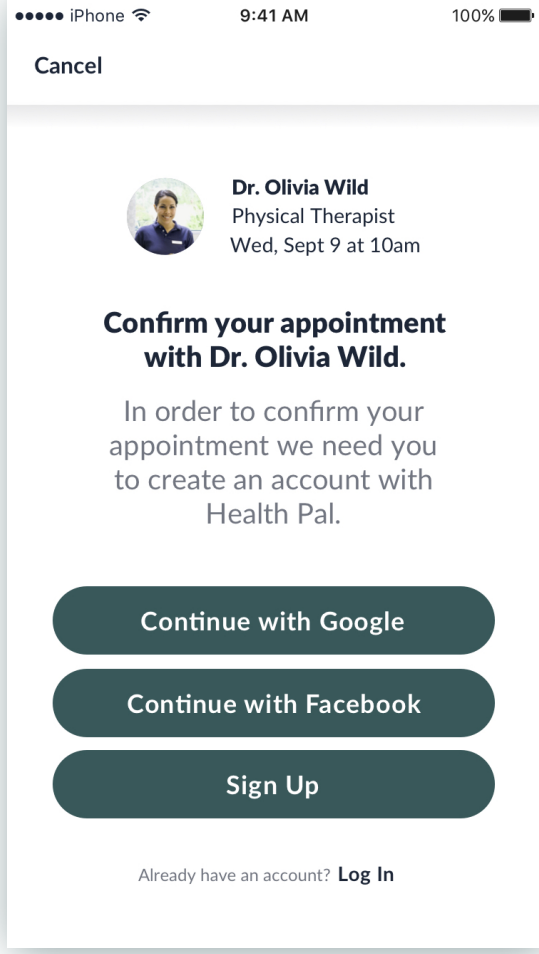 iPhone 9:41 AM 100%
Cancel
Dr. Olivia Wild
Physical Therapist
Wed, Sept 9 at 10am
Confirm your appointment
with Dr. Olivia Wild.
In order to confirm your
appointment we need you
to create an account with
Health Pal.
Continue with Google
Continue with Facebook
Sign Up
Already have an account? Log In